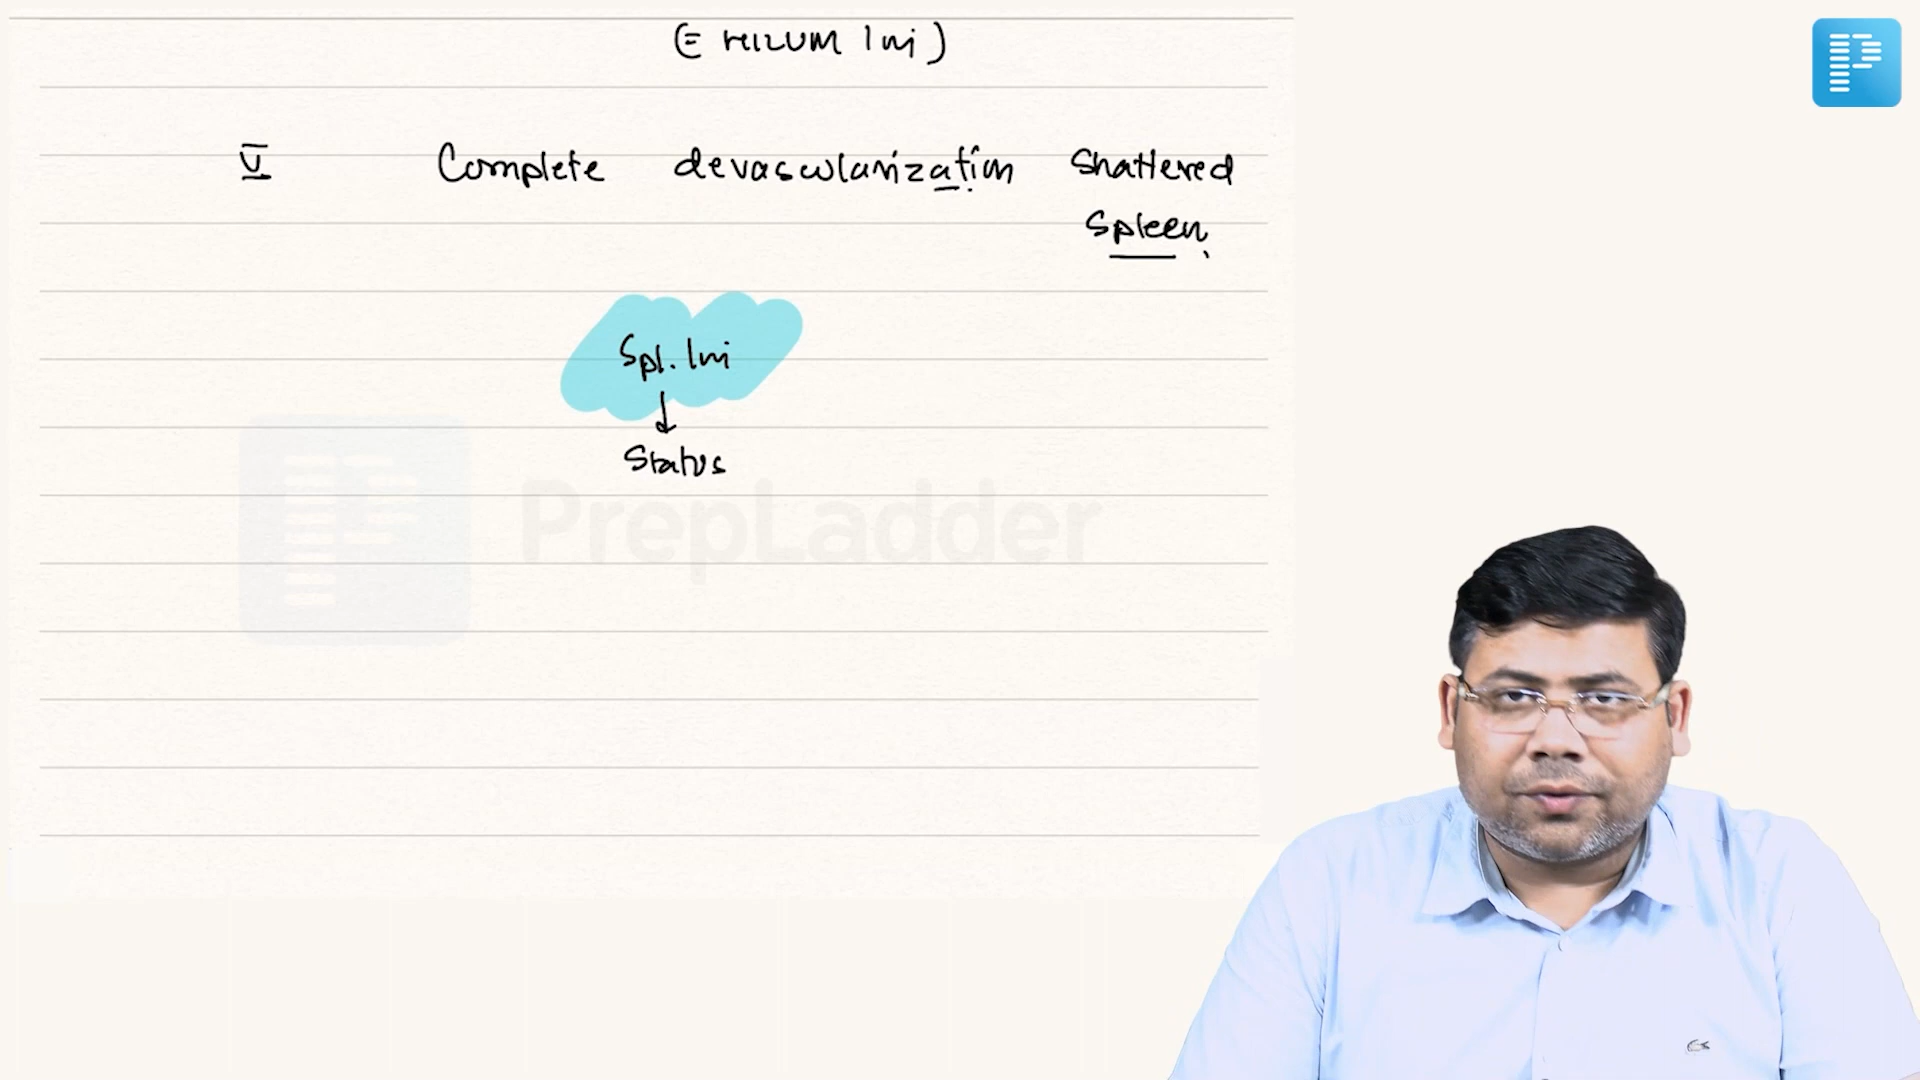 (c̄ HILUM Inj)
V Complete devascularization Shattered
Spleen.
Spl. Inj
↓
Status
PrepLadder